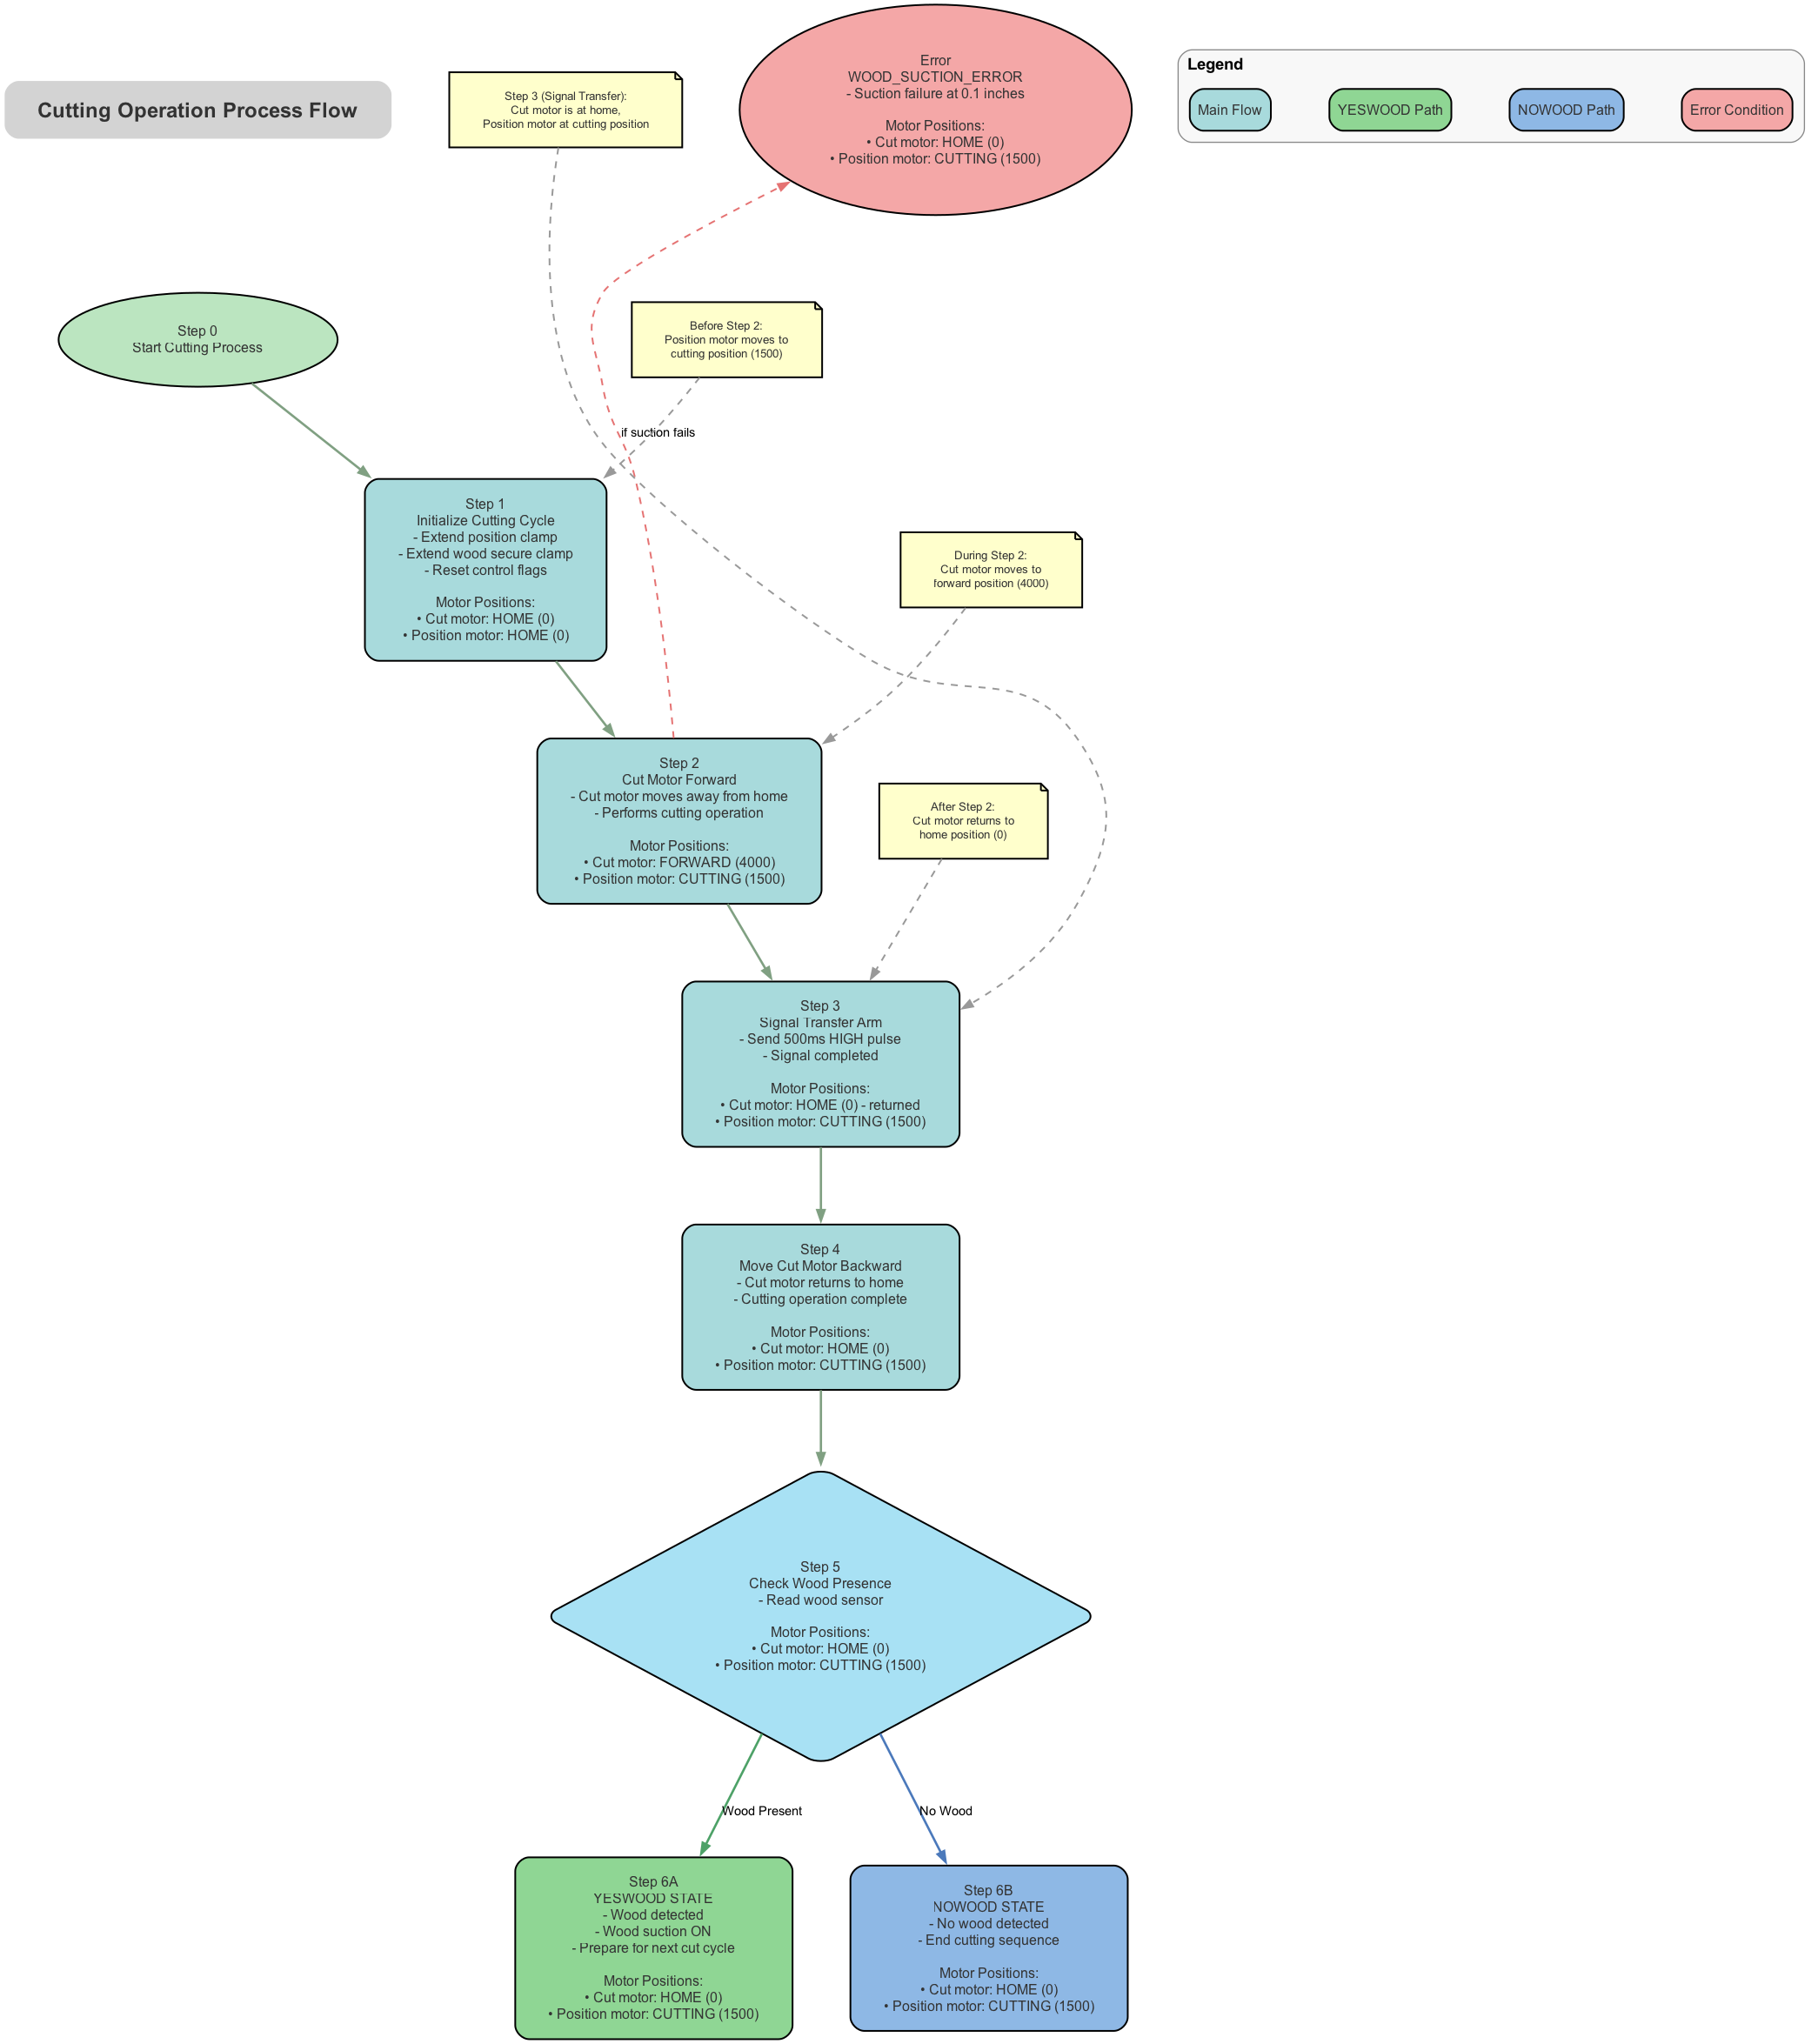 Cutting Operation Process Flow
Step 3 (Signal Transfer):
Cut motor is at home,
Position motor at cutting position
Error
WOOD_SUCTION_ERROR
- Suction failure at 0.1 inches
Motor Positions:
• Cut motor: HOME (0)
• Position motor: CUTTING (1500)
Legend
Main Flow
YESWOOD Path
NOWOOD Path
Error Condition
Step 0
Start Cutting Process
Before Step 2:
Position motor moves to
cutting position (1500)
if suction fails
Step 1
Initialize Cutting Cycle
- Extend position clamp
- Extend wood secure clamp
- Reset control flags
Motor Positions:
• Cut motor: HOME (0)
• Position motor: HOME (0)
During Step 2:
Cut motor moves to
forward position (4000)
Step 2
Cut Motor Forward
- Cut motor moves away from home
- Performs cutting operation
Motor Positions:
• Cut motor: FORWARD (4000)
• Position motor: CUTTING (1500)
After Step 2:
Cut motor returns to
home position (0)
Step 3
Signal Transfer Arm
- Send 500ms HIGH pulse
- Signal completed
Motor Positions:
• Cut motor: HOME (0) - returned
• Position motor: CUTTING (1500)
Step 4
Move Cut Motor Backward
- Cut motor returns to home
- Cutting operation complete
Motor Positions:
• Cut motor: HOME (0)
• Position motor: CUTTING (1500)
Step 5
Check Wood Presence
- Read wood sensor
Motor Positions:
• Cut motor: HOME (0)
• Position motor: CUTTING (1500)
Wood Present
No Wood
Step 6A
YESWOOD STATE
- Wood detected
- Wood suction ON
- Prepare for next cut cycle
Motor Positions:
• Cut motor: HOME (0)
• Position motor: CUTTING (1500)
Step 6B
NOWOOD STATE
- No wood detected
- End cutting sequence
Motor Positions:
• Cut motor: HOME (0)
• Position motor: CUTTING (1500)